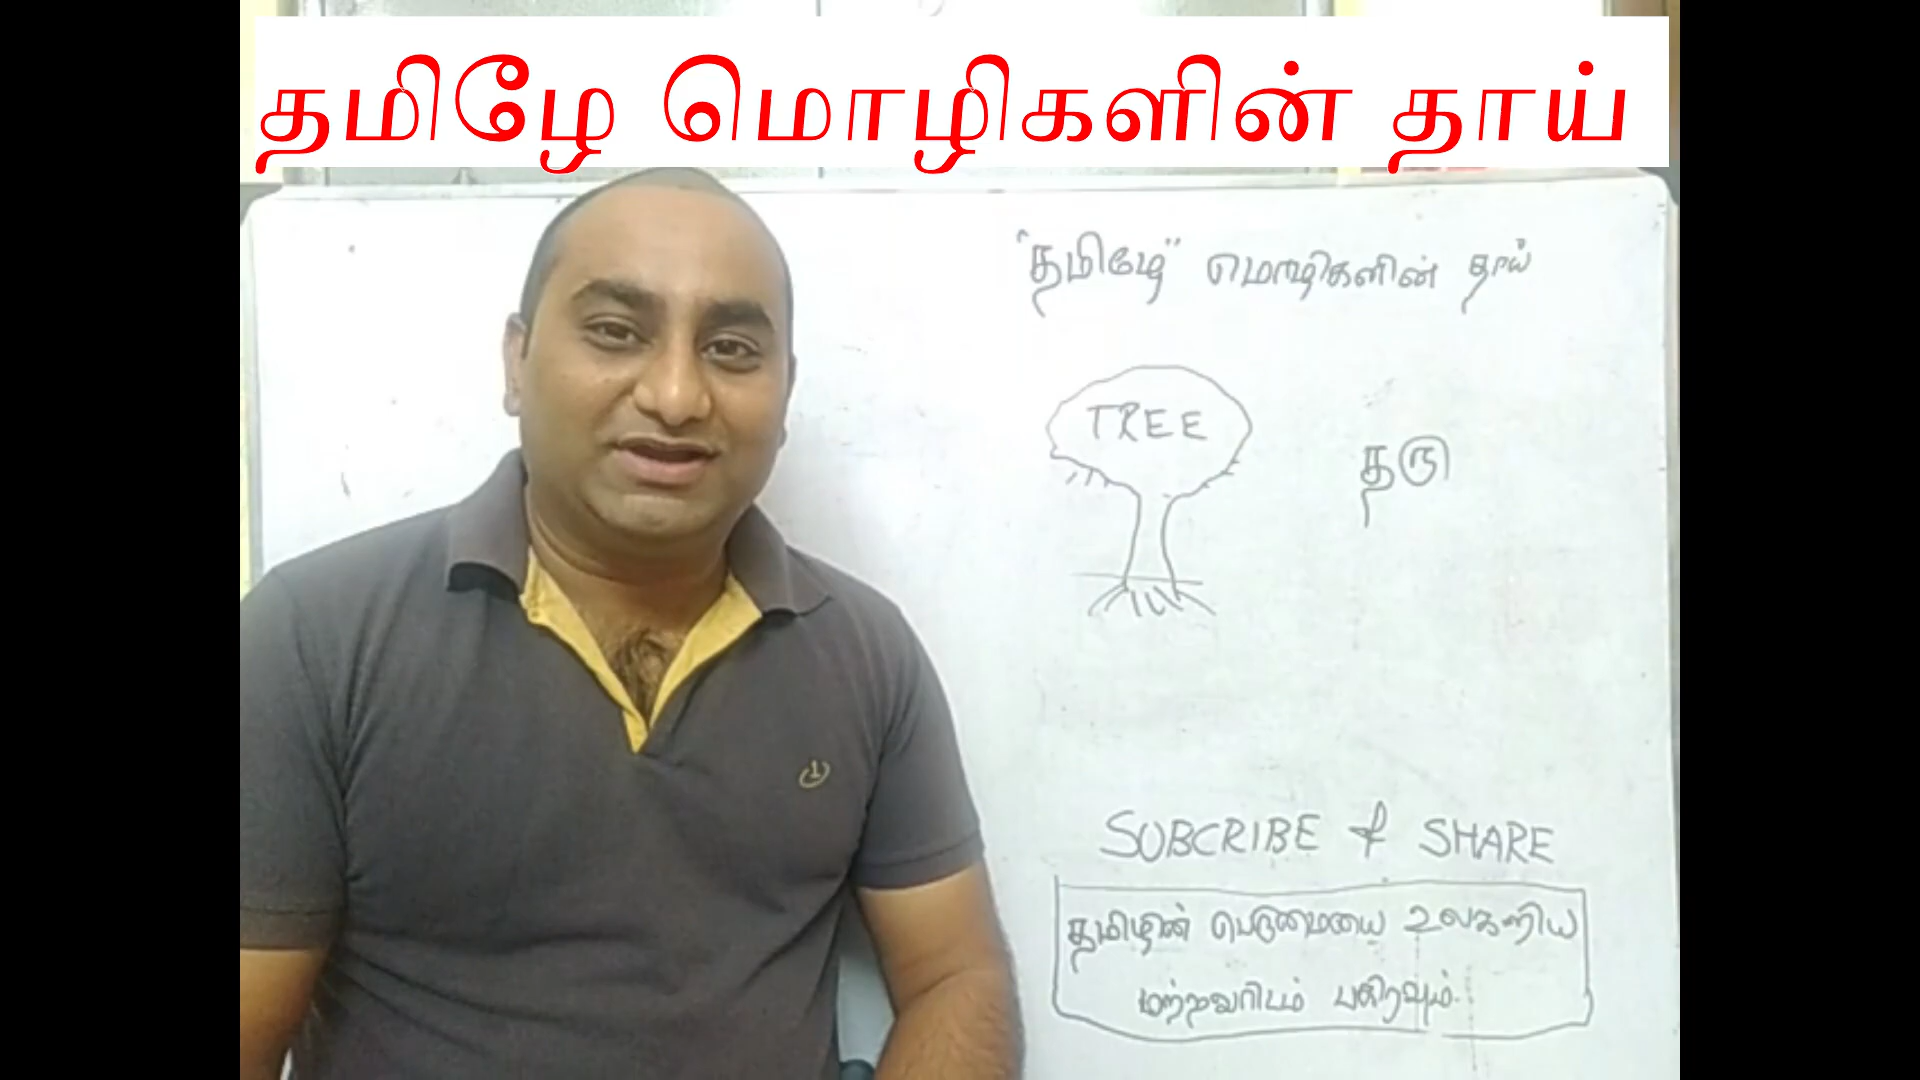 தமிழே மொழிகளின் தாய்
"தமிழே" மொழிகளின் தாய்
TREE
தரு
SUBCRIBE & SHARE
தமிழின் பெருமையை உலகறிய
மற்றவரிடம் பகிரவும்.